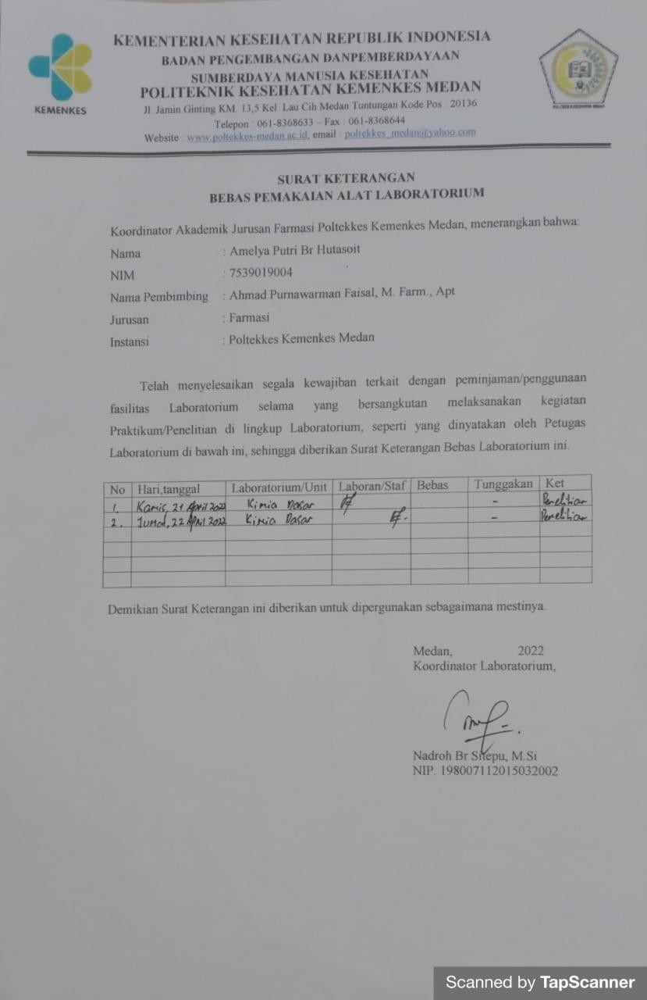 KEMENKES
KEMENTERIAN KESEHATAN REPUBLIK INDONESIA
BADAN PENGEMBANGAN DANPEMBERDAYAAN
SUMBERDAYA MANUSIA KESEHATAN
POLITEKNIK KESEHATAN KEMENKES MEDAN
Jl. Jamin Ginting KM. 13,5 Kel. Lau Cih Medan Tuntungan Kode Pos : 20136
Telepon : 061-8368633 – Fax : 061-8368644
Website : www.poltekkes-medan.ac.id, email : poltekkes_medan@yahoo.com
SURAT KETERANGAN
BEBAS PEMAKAIAN ALAT LABORATORIUM
Koordinator Akademik Jurusan Farmasi Poltekkes Kemenkes Medan, menerangkan bahwa:
Nama : Amelya Putri Br Hutasoit
NIM : 7539019004
Nama Pembimbing : Ahmad Purnawarman Faisal, M. Farm., Apt
Jurusan : Farmasi
Instansi : Poltekkes Kemenkes Medan
Telah menyelesaikan segala kewajiban terkait dengan peminjaman/penggunaan
fasilitas Laboratorium selama yang bersangkutan melaksanakan kegiatan
Praktikum/Penelitian di lingkup Laboratorium, seperti yang dinyatakan oleh Petugas
Laboratorium di bawah ini, sehingga diberikan Surat Keterangan Bebas Laboratorium ini.
No Hari,tanggal Laboratorium/Unit Laboran/Staf Bebas Tunggakan Ket
1. Kamis, 21 April 2022 Kimia Dasar - Penelitian
2. Jumat, 22 April 2022 Kimia Dasar - Penelitian
Demikian Surat Keterangan ini diberikan untuk dipergunakan sebagaimana mestinya.
Medan, 2022
Koordinator Laboratorium,
Nadroh Br Sitepu, M.Si
NIP. 198007112015032002
Scanned by TapScanner